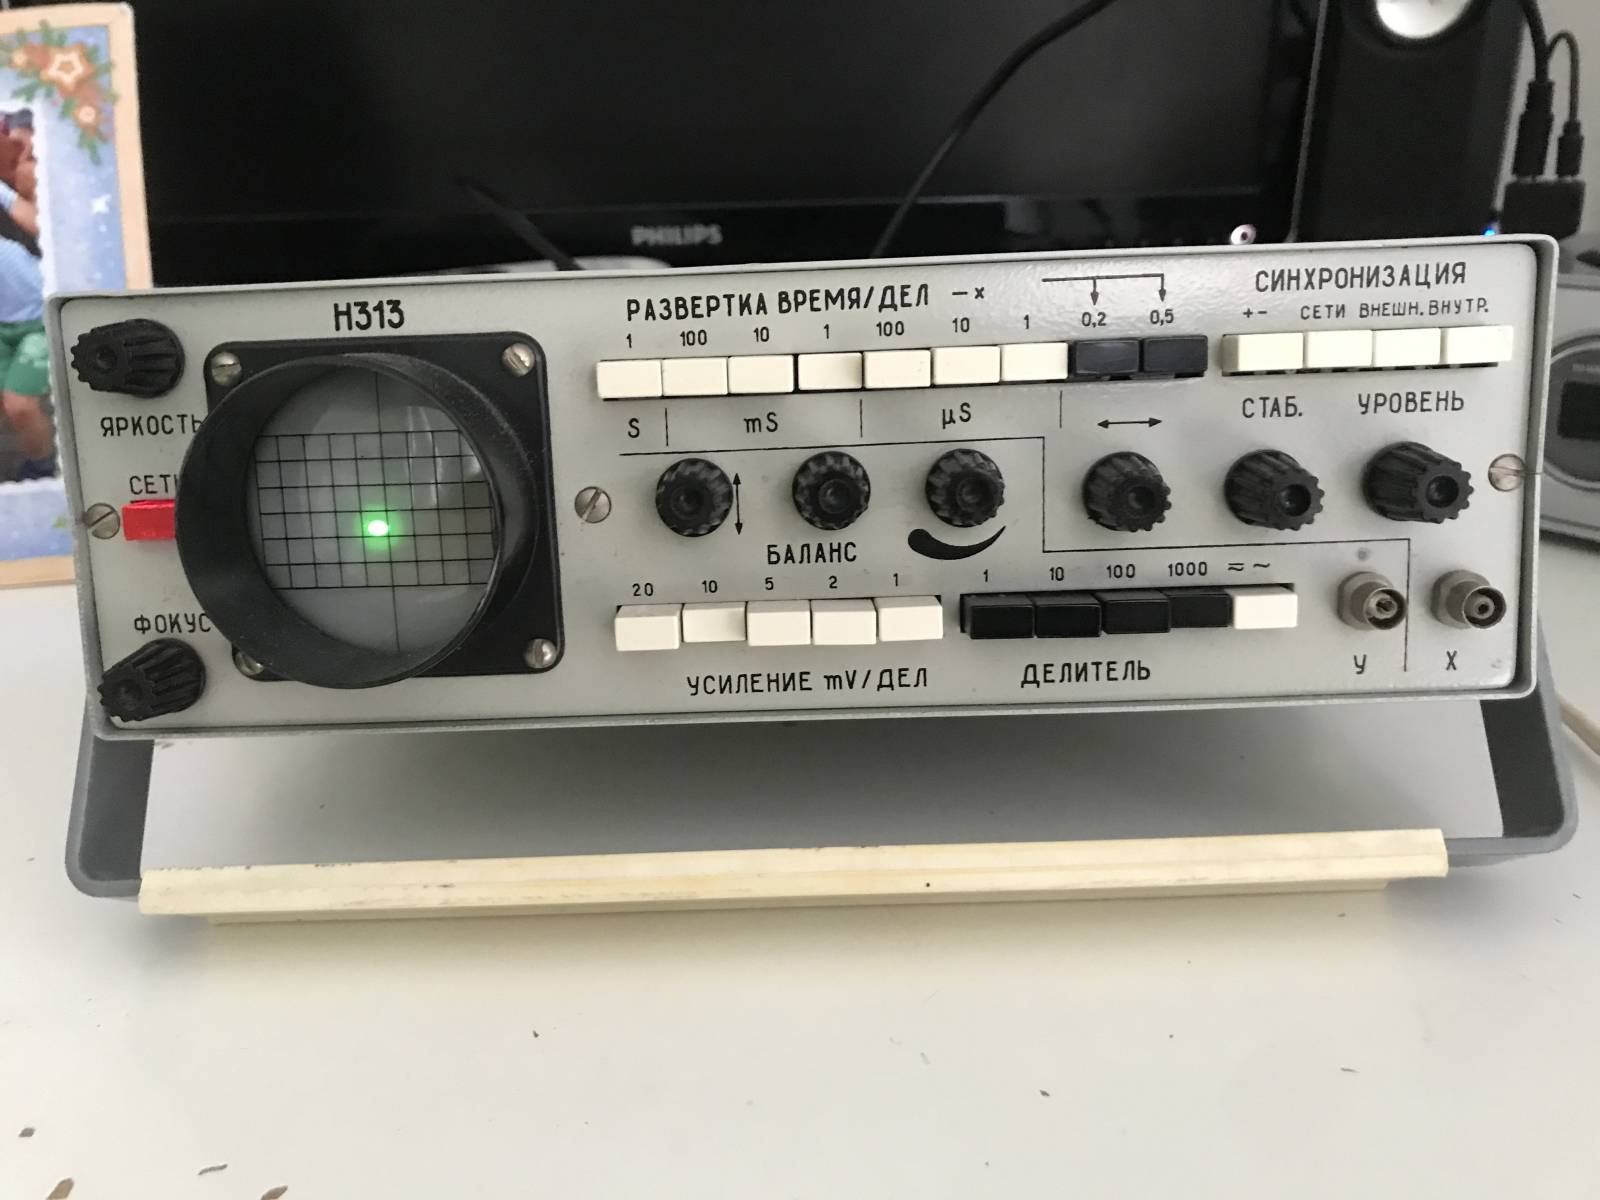 PHILIPS
Н313
РАЗВЕРТКА ВРЕМЯ/ДЕЛ – x
1 100 10 1 100 10 1 0,2 0,5
S mS µS
СИНХРОНИЗАЦИЯ
+- СЕТИ ВНЕШН. ВНУТР.
СТАБ. УРОВЕНЬ
ЯРКОСТЬ
СЕТЬ
ФОКУС
БАЛАНС
20 10 5 2 1
УСИЛЕНИЕ mV/ДЕЛ
1 10 100 1000 ≂ ~
ДЕЛИТЕЛЬ
У X